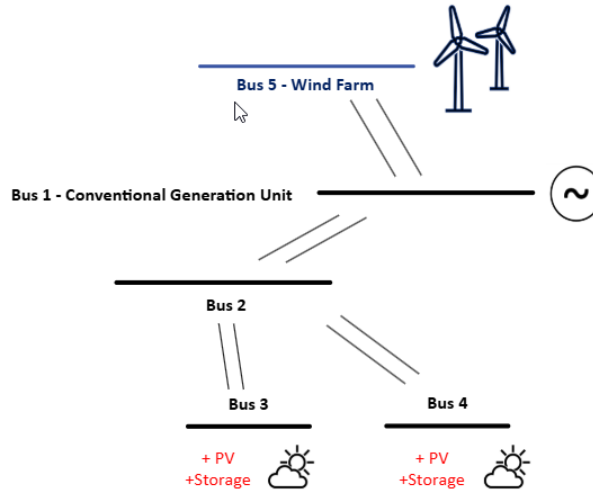 Bus 5 - Wind Farm
Bus 1 - Conventional Generation Unit
~
Bus 2
Bus 3
Bus 4
+ PV
+Storage
+ PV
+Storage